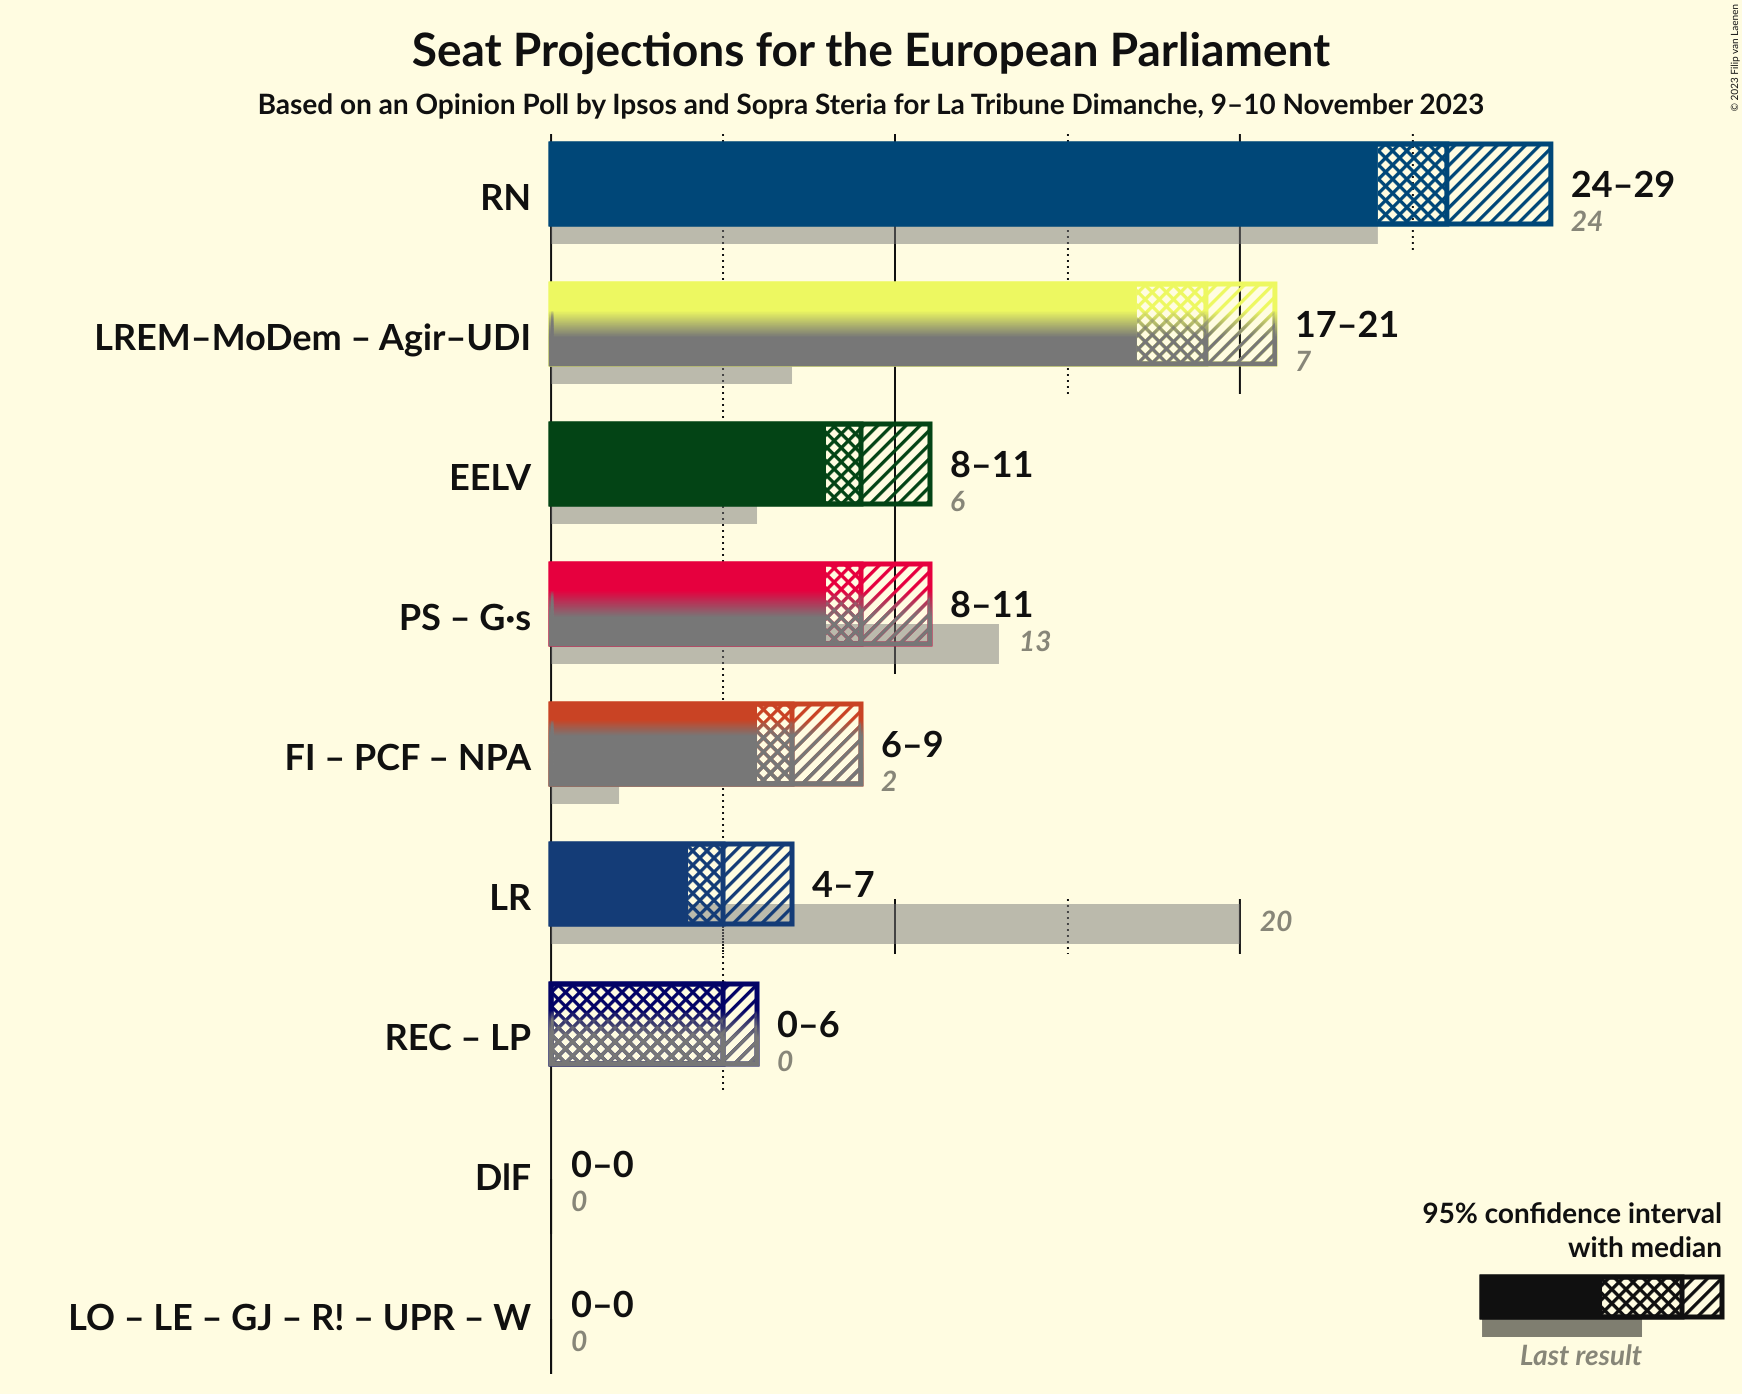 Seat Projections for the European Parliament
Based on an Opinion Poll by Ipsos and Sopra Steria for La Tribune Dimanche, 9–10 November 2023
© 2023 Filip van Laenen
RN
24–29
24
LREM–MoDem – Agir–UDI
17–21
7
EELV
8–11
6
PS – G·s
8–11
13
FI – PCF – NPA
6–9
2
LR
4–7
20
REC – LP
0–6
0
DlF
0–0
0
LO – LE – GJ – R! – UPR – W
0–0
0
95% confidence interval
with median
Last result